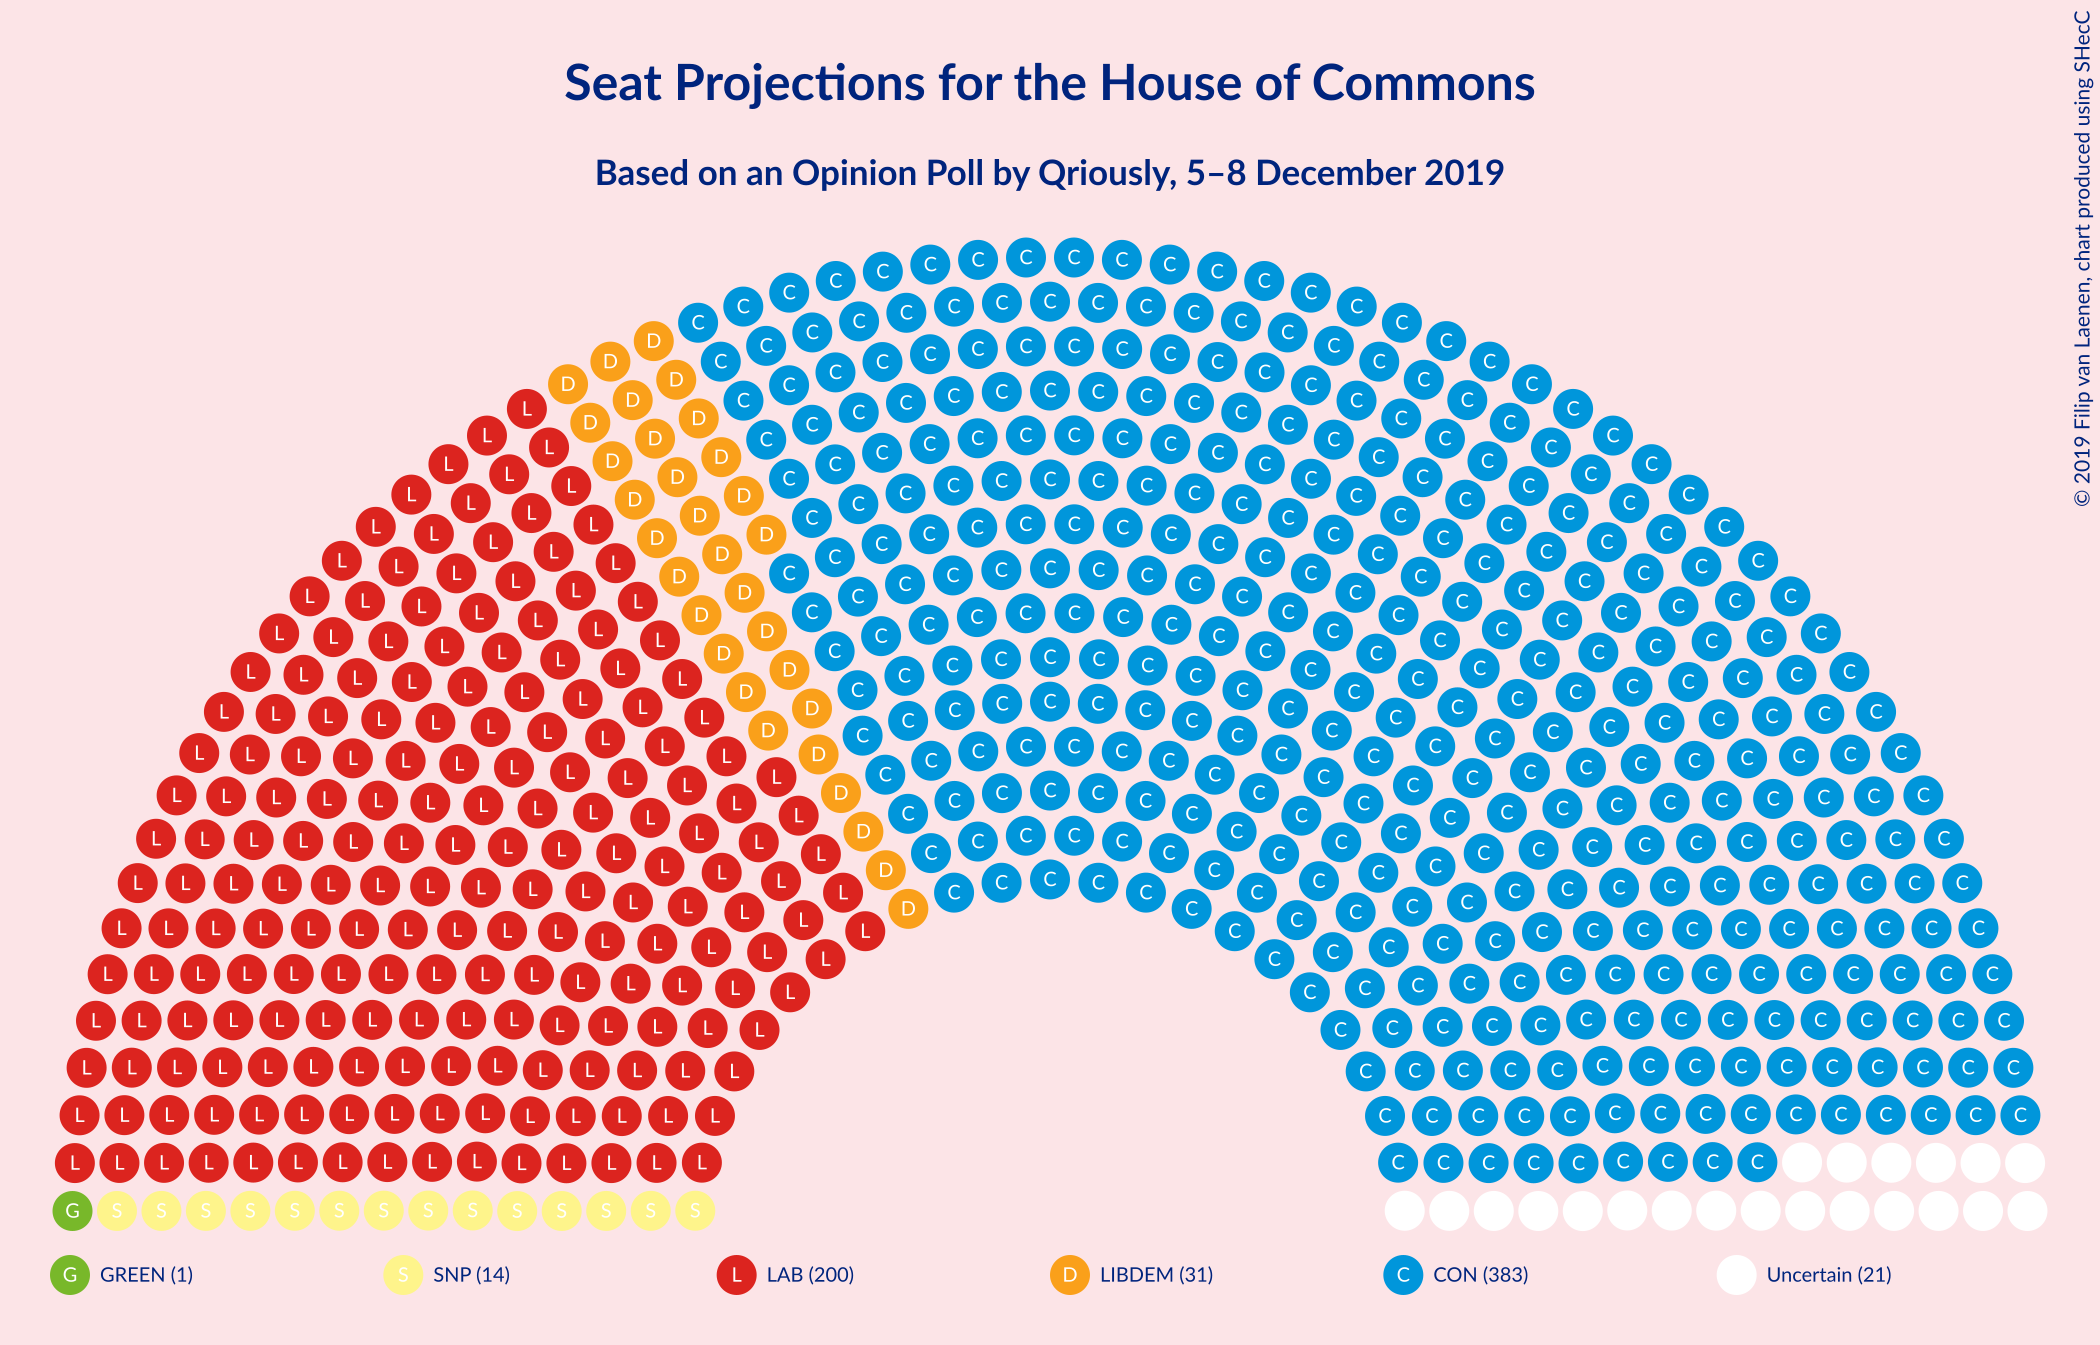 Seat Projections for the House of Commons
Based on an Opinion Poll by Qriously, 5–8 December 2019
© 2019 Filip van Laenen, chart produced using SHecC
G GREEN (1)
S SNP (14)
L LAB (200)
D LIBDEM (31)
C CON (383)
Uncertain (21)